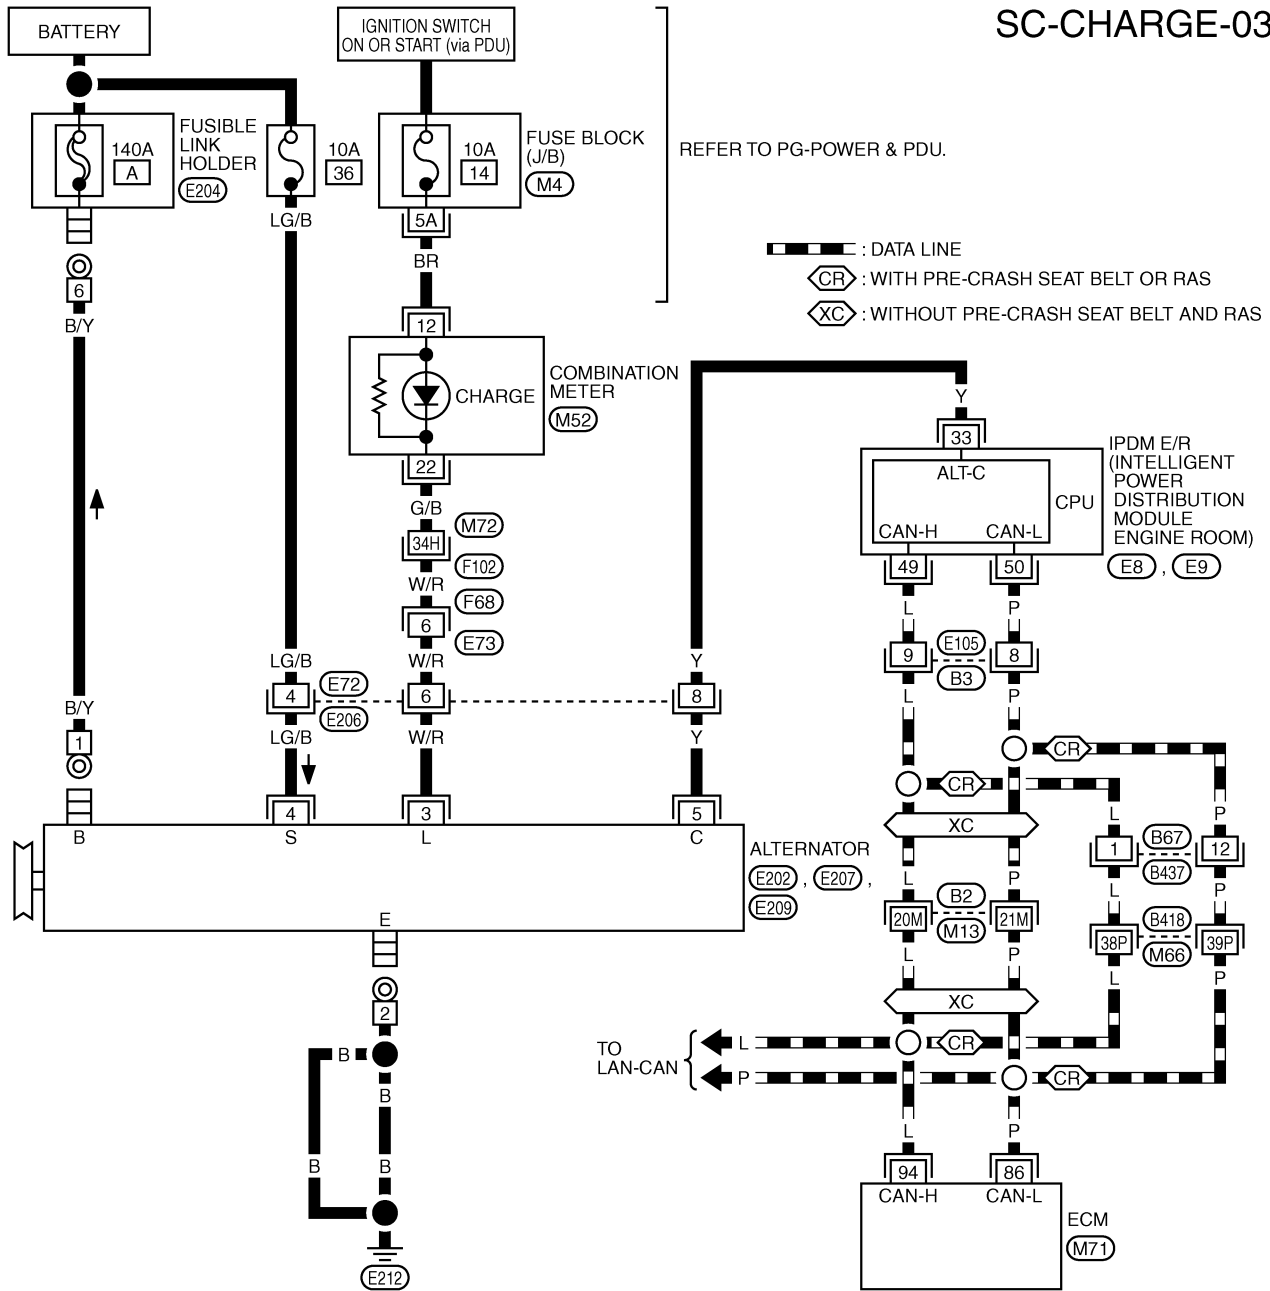 SC-CHARGE-03
BATTERY
IGNITION SWITCH
ON OR START (via PDU)
140A
A
FUSIBLE
LINK
HOLDER
E204
10A
36
10A
14
FUSE BLOCK
(J/B)
M4
REFER TO PG-POWER & PDU.
LG/B
5A
BR
6
B/Y
12
: DATA LINE
CR : WITH PRE-CRASH SEAT BELT OR RAS
XC : WITHOUT PRE-CRASH SEAT BELT AND RAS
CHARGE
COMBINATION
METER
M52
22
G/B
M72
34H
F102
W/R
F68
6
E73
W/R
Y
33
ALT-C
CPU
CAN-H
CAN-L
IPDM E/R
(INTELLIGENT
POWER
DISTRIBUTION
MODULE
ENGINE ROOM)
E8 , E9
49
50
L
P
9
E105
8
B3
L
P
LG/B
Y
4
E72
6
8
E206
B/Y
LG/B
W/R
Y
1
CR
CR
4
3
5
B
S
L
C
ALTERNATOR
E202 , E207 ,
E209
E
XC
L
P
1
B67
12
B437
L
P
L
P
B2
20M
21M
M13
B418
38P
39P
M66
L
P
L
P
XC
2
B
B
B
B
E212
TO
LAN-CAN
L
CR
P
CR
L
P
94
86
CAN-H
CAN-L
ECM
M71